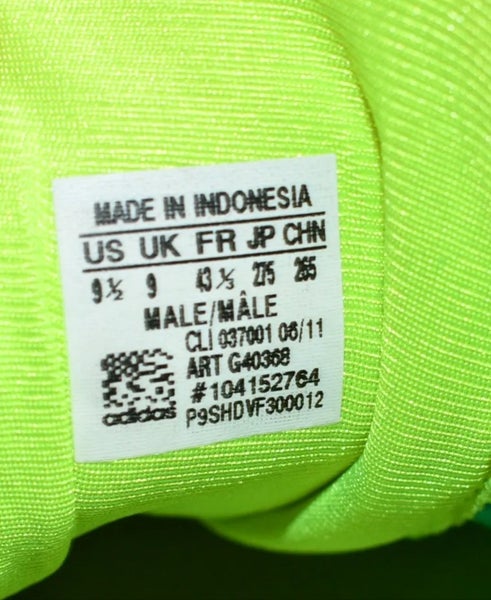 MADE IN INDONESIA
US UK FR JP CHN
9½ 9 43⅓ 275 265
MALE/MÂLE
CLI 037001 06/11
ART G40368
#104152764
adidas P9SHDVF300012